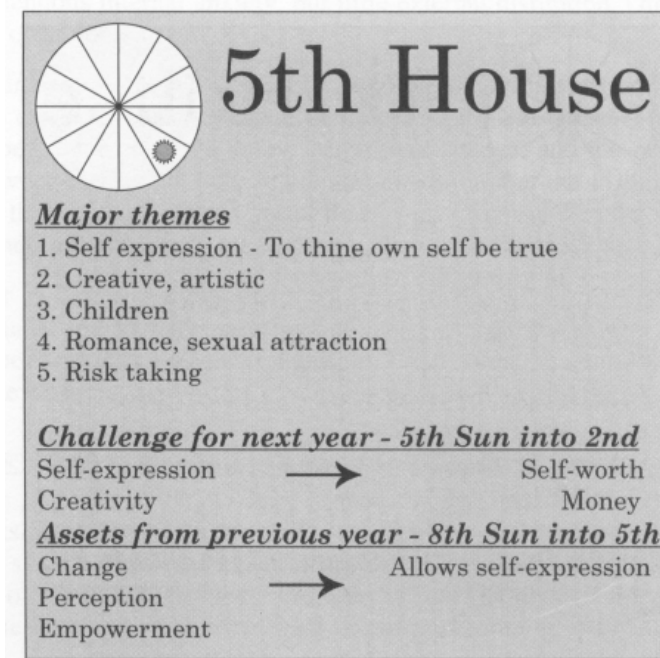 5th House
Major themes
1. Self expression - To thine own self be true
2. Creative, artistic
3. Children
4. Romance, sexual attraction
5. Risk taking
Challenge for next year - 5th Sun into 2nd
Self-expression Self-worth
Creativity Money
Assets from previous year - 8th Sun into 5th
Change Allows self-expression
Perception
Empowerment